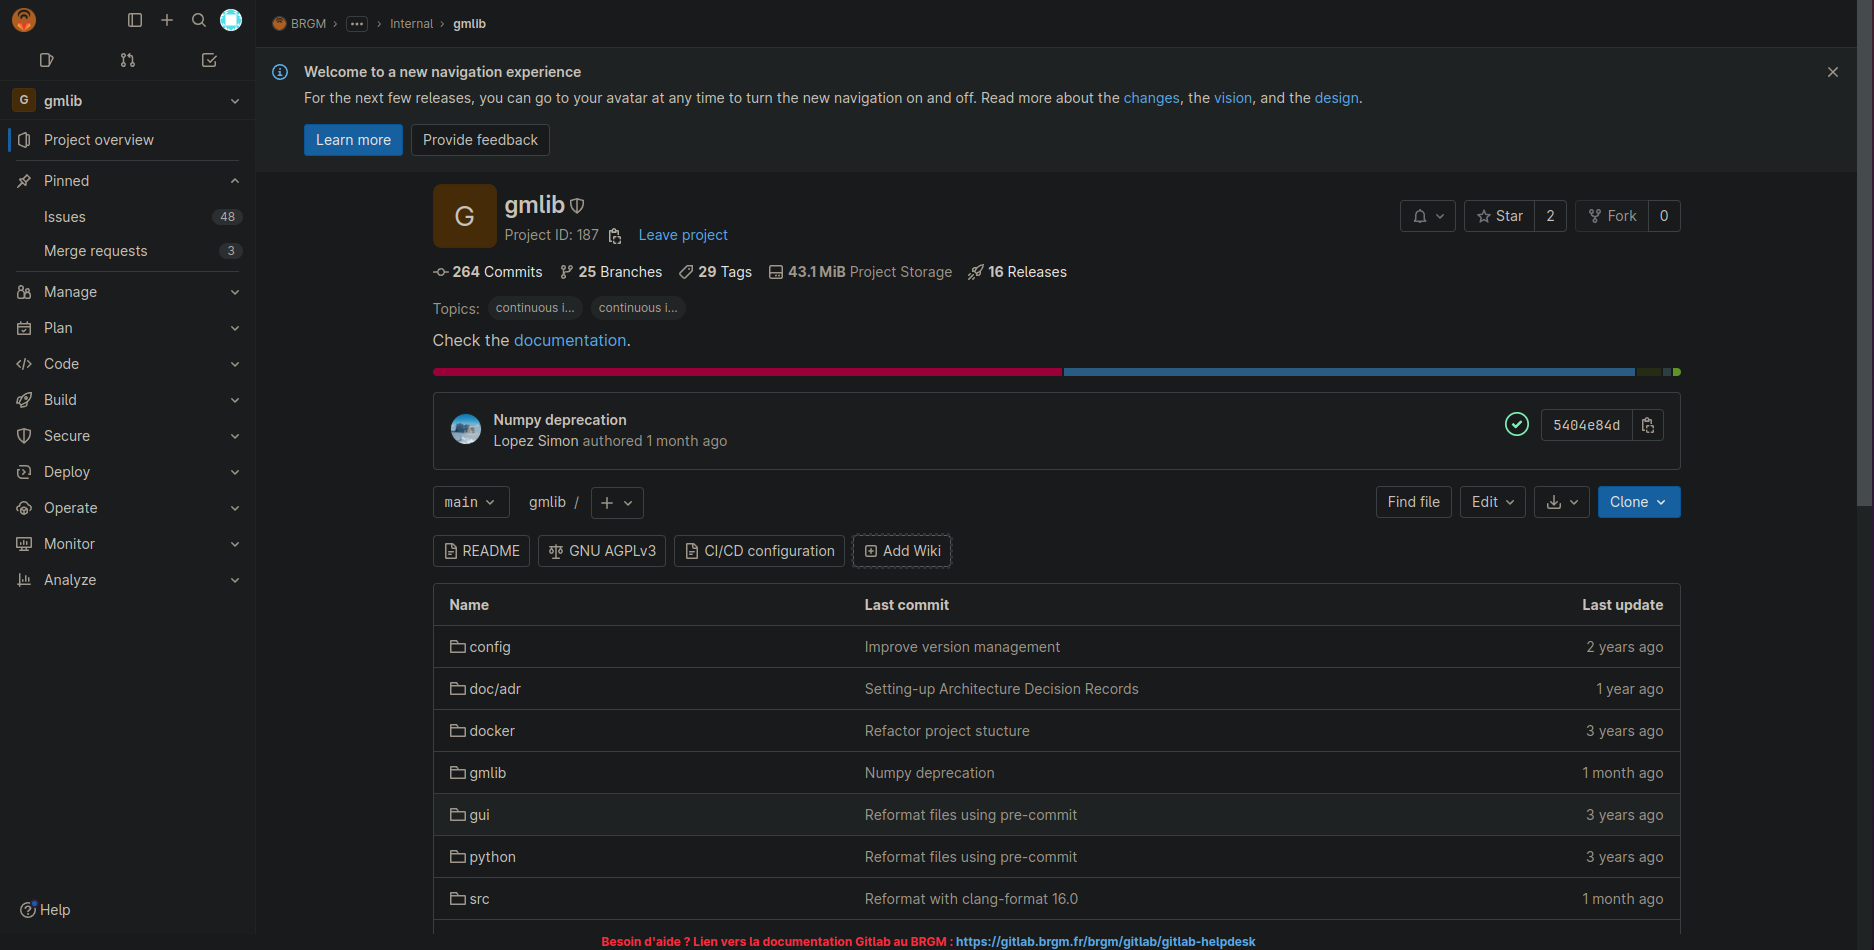 BRGM › ••• › Internal › gmlib
G gmlib
Project overview
Pinned
Issues 48
Merge requests 3
Manage
Plan
Code
Build
Secure
Deploy
Operate
Monitor
Analyze
Help
Welcome to a new navigation experience
For the next few releases, you can go to your avatar at any time to turn the new navigation on and off. Read more about the changes, the vision, and the design.
Learn more Provide feedback
G
gmlib
Project ID: 187 Leave project
Star 2 Fork 0
264 Commits 25 Branches 29 Tags 43.1 MiB Project Storage 16 Releases
Topics: continuous i... continuous i...
Check the documentation.
Numpy deprecation
Lopez Simon authored 1 month ago
5404e84d
main gmlib / + Find file Edit Clone
README GNU AGPLv3 CI/CD configuration Add Wiki
Name Last commit Last update
config Improve version management 2 years ago
doc/adr Setting-up Architecture Decision Records 1 year ago
docker Refactor project stucture 3 years ago
gmlib Numpy deprecation 1 month ago
gui Reformat files using pre-commit 3 years ago
python Reformat files using pre-commit 3 years ago
src Reformat with clang-format 16.0 1 month ago
Besoin d'aide ? Lien vers la documentation Gitlab au BRGM : https://gitlab.brgm.fr/brgm/gitlab/gitlab-helpdesk